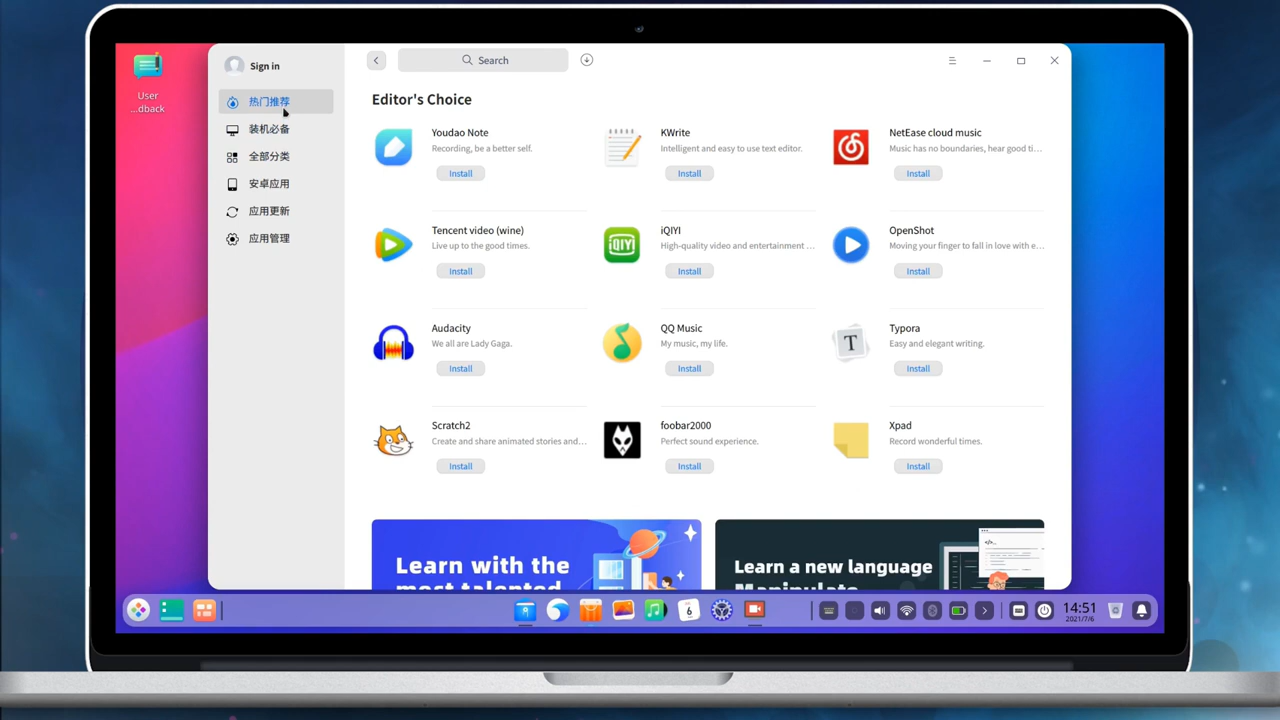 User
...dback
Sign in
热门推荐
装机必备
全部分类
安卓应用
应用更新
应用管理
Search
Editor's Choice
Youdao Note
Recording, be a better self.
Install
KWrite
Intelligent and easy to use text editor.
Install
NetEase cloud music
Music has no boundaries, hear good ti...
Install
Tencent video (wine)
Live up to the good times.
Install
iQIYI
High-quality video and entertainment ...
Install
OpenShot
Moving your finger to fall in love with e...
Install
Audacity
We all are Lady Gaga.
Install
QQ Music
My music, my life.
Install
Typora
Easy and elegant writing.
Install
Scratch2
Create and share animated stories and...
Install
foobar2000
Perfect sound experience.
Install
Xpad
Record wonderful times.
Install
Learn with the
most talented
Learn a new language
Manipulate
QIYI
T
</>
6
14:51
2021/7/6